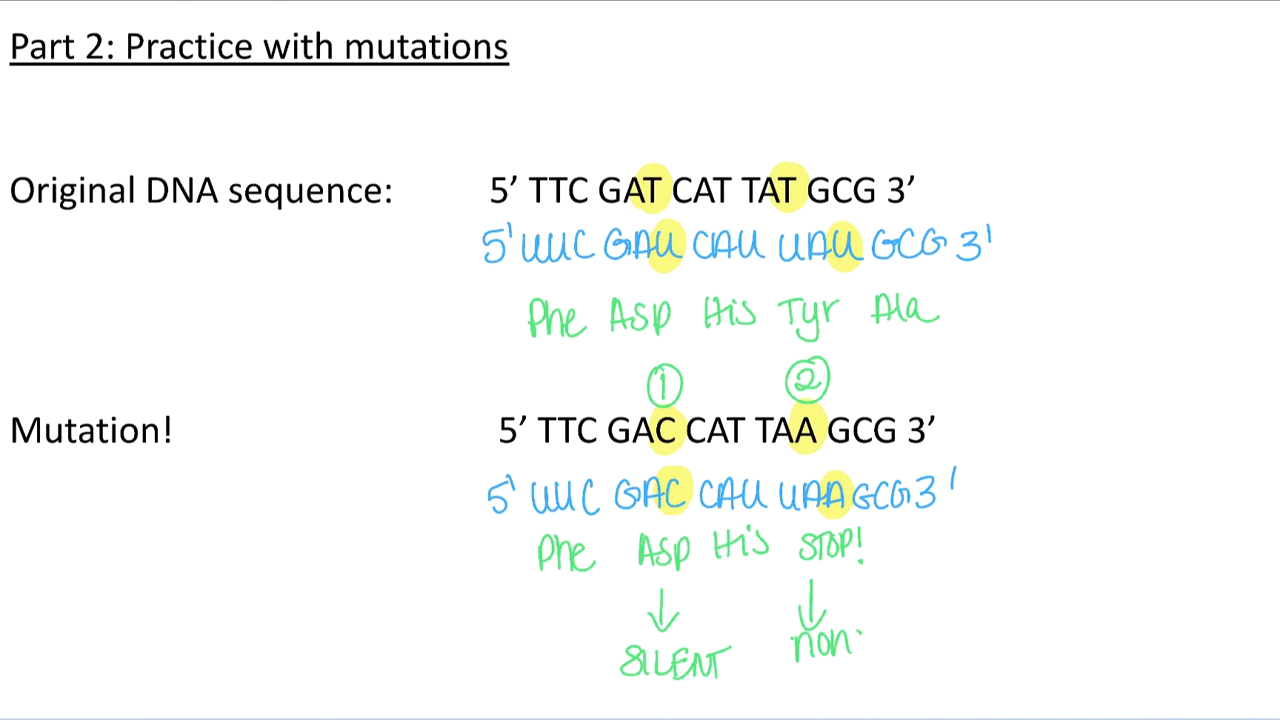 Part 2: Practice with mutations
Original DNA sequence: 5’ TTC GAT CAT TAT GCG 3’
5' UUC GAU CAU UAU GCG 3'
Phe Asp His Tyr Ala
1 2
Mutation! 5’ TTC GAC CAT TAA GCG 3’
5' UUC GAC CAU UAA GCG 3'
Phe Asp His STOP!
SILENT non